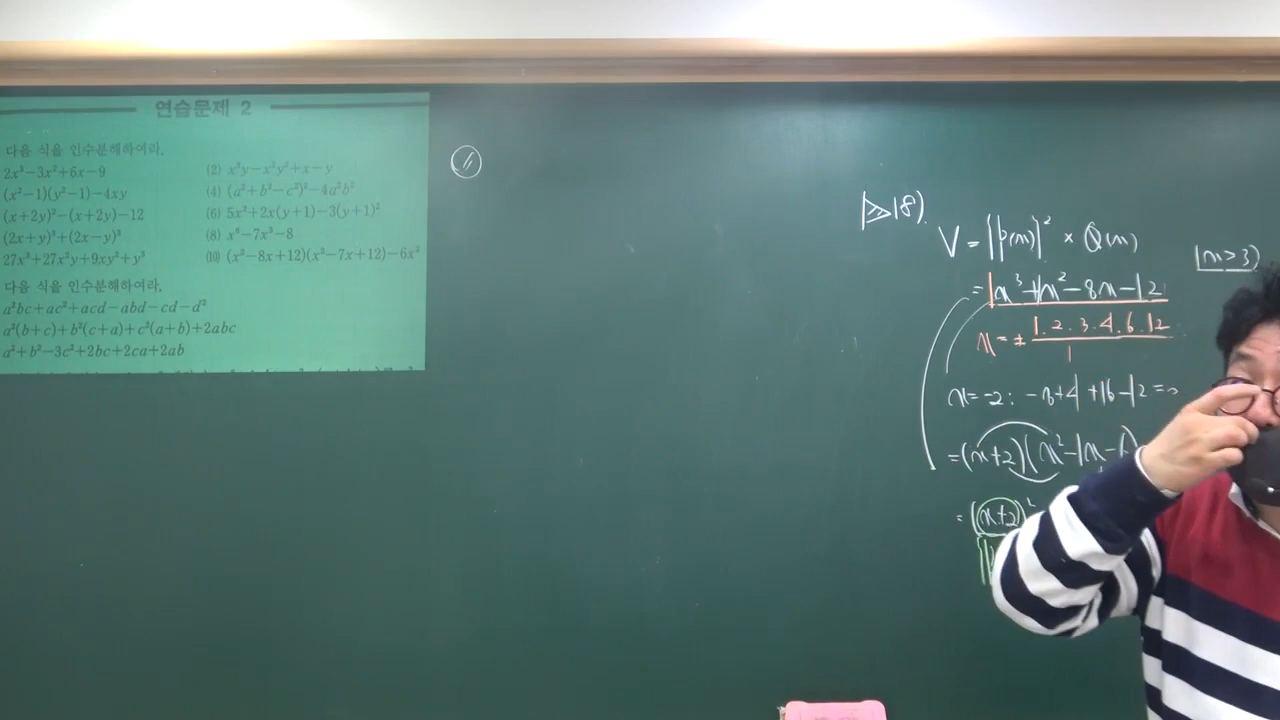 연습문제 2
다음 식을 인수분해하여라.
2x³-3x²+6x-9 (2) x³y-x²y²+x-y
(x²-1)(y²-1)-4xy (4) (a²+b²-c²)²-4a²b²
(x+2y)²-(x+2y)-12 (6) 5x²+2x(y+1)-3(y+1)²
(2x+y)³+(2x-y)³ (8) x⁶-7x³-8
27x³+27x²y+9xy²+y³ (10) (x²-8x+12)(x²-7x+12)-6x²
다음 식을 인수분해하여라.
a²bc+ac²+acd-abd-cd-d²
a²(b+c)+b²(c+a)+c²(a+b)+2abc
a²+b²-3c²+2bc+2ca+2ab
18).
V = {p(x)}² × Q(x) (x>3)
= 1x³+1x²-8x-12
x = ± 1.2.3.4.6.12
1
x=-2: -8+4+16-12=0
=(x+2)(x²-1x-6)
= (x+2)²